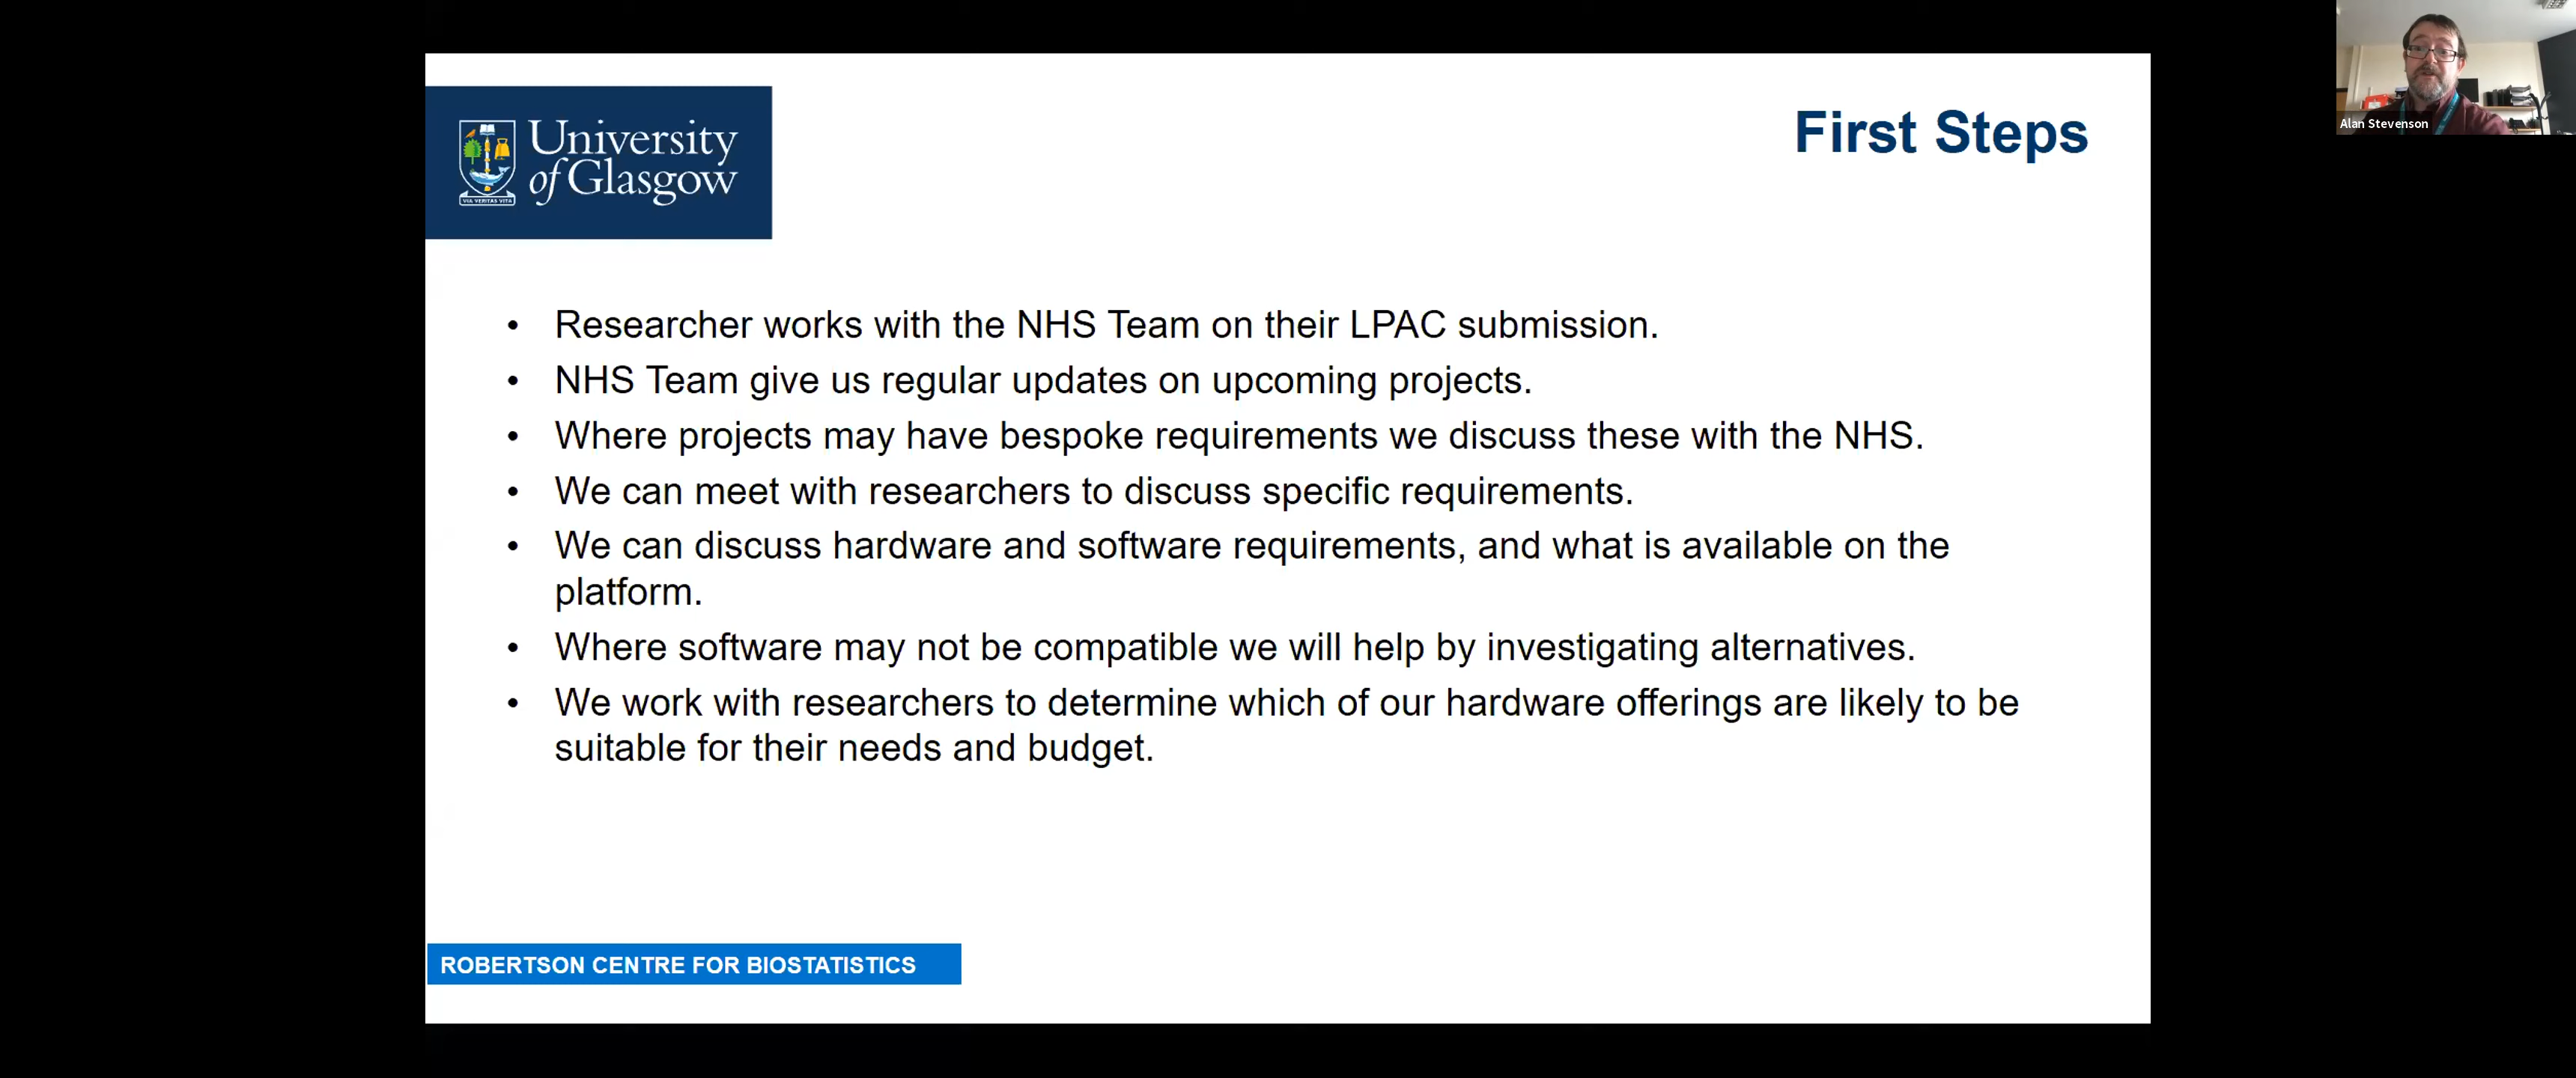 University
of Glasgow
VIA VERITAS VITA
First Steps
Alan Stevenson
• Researcher works with the NHS Team on their LPAC submission.
• NHS Team give us regular updates on upcoming projects.
• Where projects may have bespoke requirements we discuss these with the NHS.
• We can meet with researchers to discuss specific requirements.
• We can discuss hardware and software requirements, and what is available on the
platform.
• Where software may not be compatible we will help by investigating alternatives.
• We work with researchers to determine which of our hardware offerings are likely to be
suitable for their needs and budget.
ROBERTSON CENTRE FOR BIOSTATISTICS